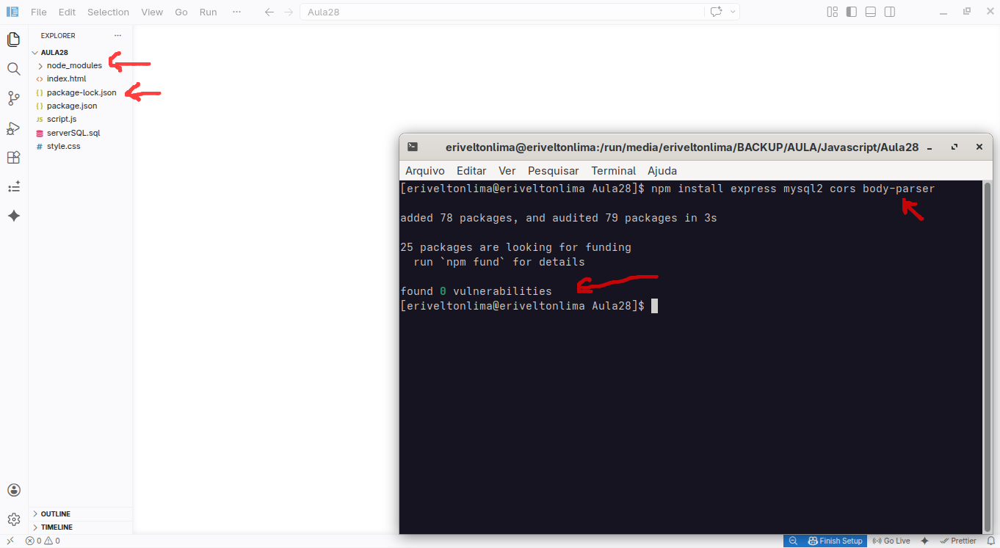 File Edit Selection View Go Run ··· Aula28
EXPLORER ···
AULA28
node_modules
index.html
package-lock.json
package.json
JS script.js
serverSQL.sql
# style.css
eriveltonlima@eriveltonlima:/run/media/eriveltonlima/BACKUP/AULA/Javascript/Aula28
Arquivo Editar Ver Pesquisar Terminal Ajuda
[eriveltonlima@eriveltonlima Aula28]$ npm install express mysql2 cors body-parser
added 78 packages, and audited 79 packages in 3s
25 packages are looking for funding
run `npm fund` for details
found 0 vulnerabilities
[eriveltonlima@eriveltonlima Aula28]$
OUTLINE
TIMELINE
0 0 Finish Setup Go Live Prettier